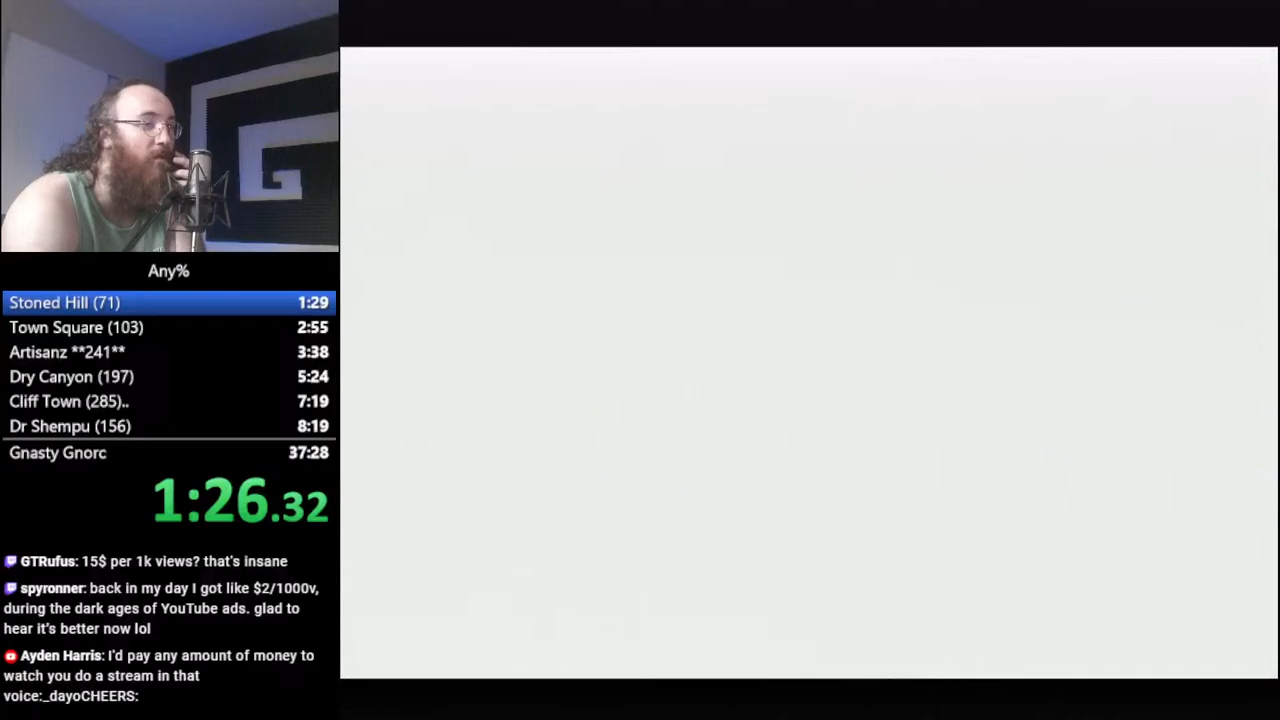 Any%
Stoned Hill (71) 1:29
Town Square (103) 2:55
Artisanz **241** 3:38
Dry Canyon (197) 5:24
Cliff Town (285).. 7:19
Dr Shempu (156) 8:19
Gnasty Gnorc 37:28
1:26.32
GTRufus: 15$ per 1k views? that's insane
spyronner: back in my day I got like $2/1000v,
during the dark ages of YouTube ads. glad to
hear it's better now lol
Ayden Harris: I'd pay any amount of money to
watch you do a stream in that
voice:_dayoCHEERS: